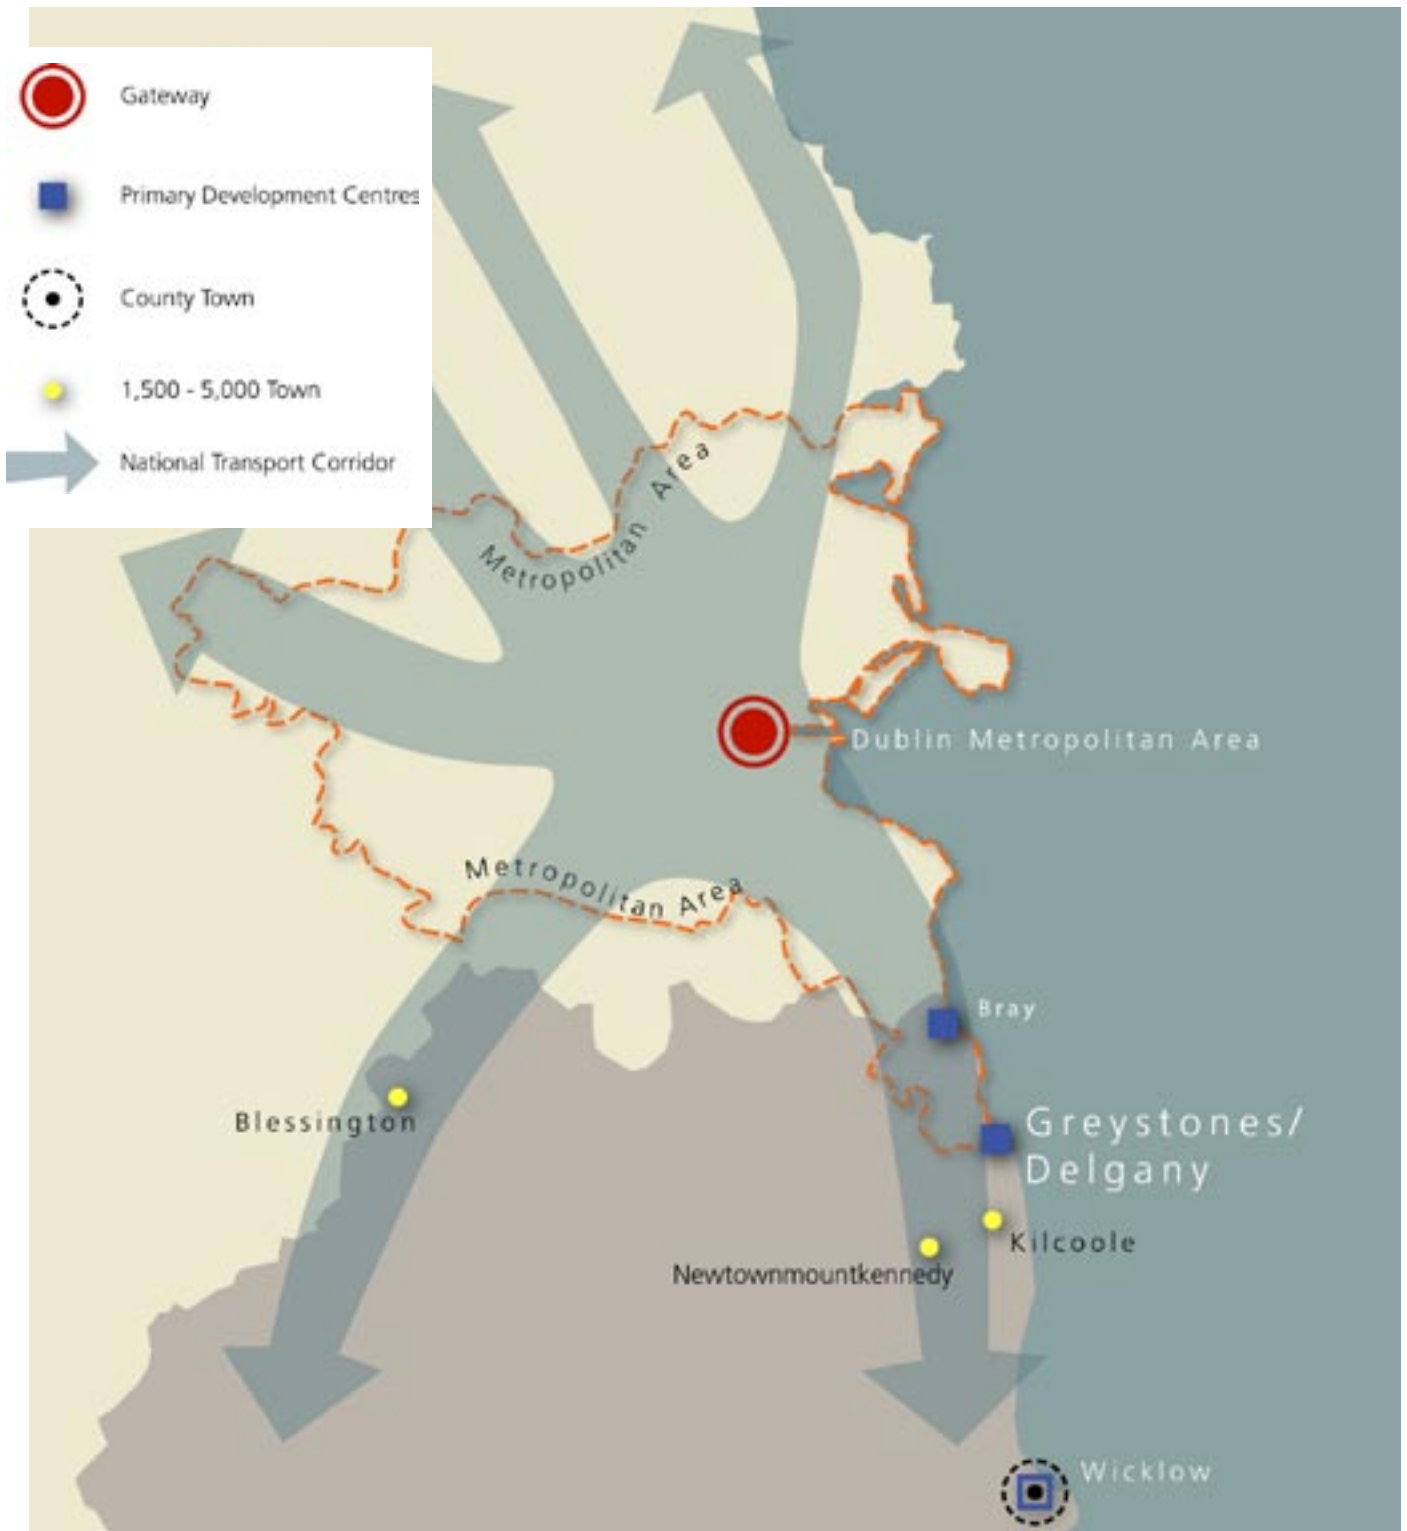 Gateway
Primary Development Centres
County Town
1,500 - 5,000 Town
National Transport Corridor
Metropolitan Area
Dublin Metropolitan Area
Metropolitan Area
Bray
Blessington
Greystones/
Delgany
Kilcoole
Newtownmountkennedy
Wicklow